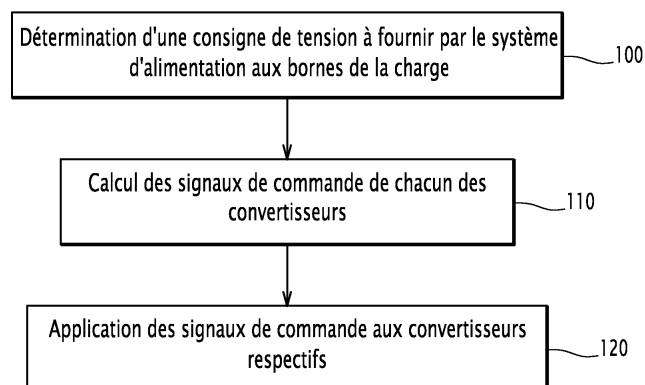 Détermination d'une consigne de tension à fournir par le système
d'alimentation aux bornes de la charge
100
Calcul des signaux de commande de chacun des
convertisseurs
110
Application des signaux de commande aux convertisseurs
respectifs
120